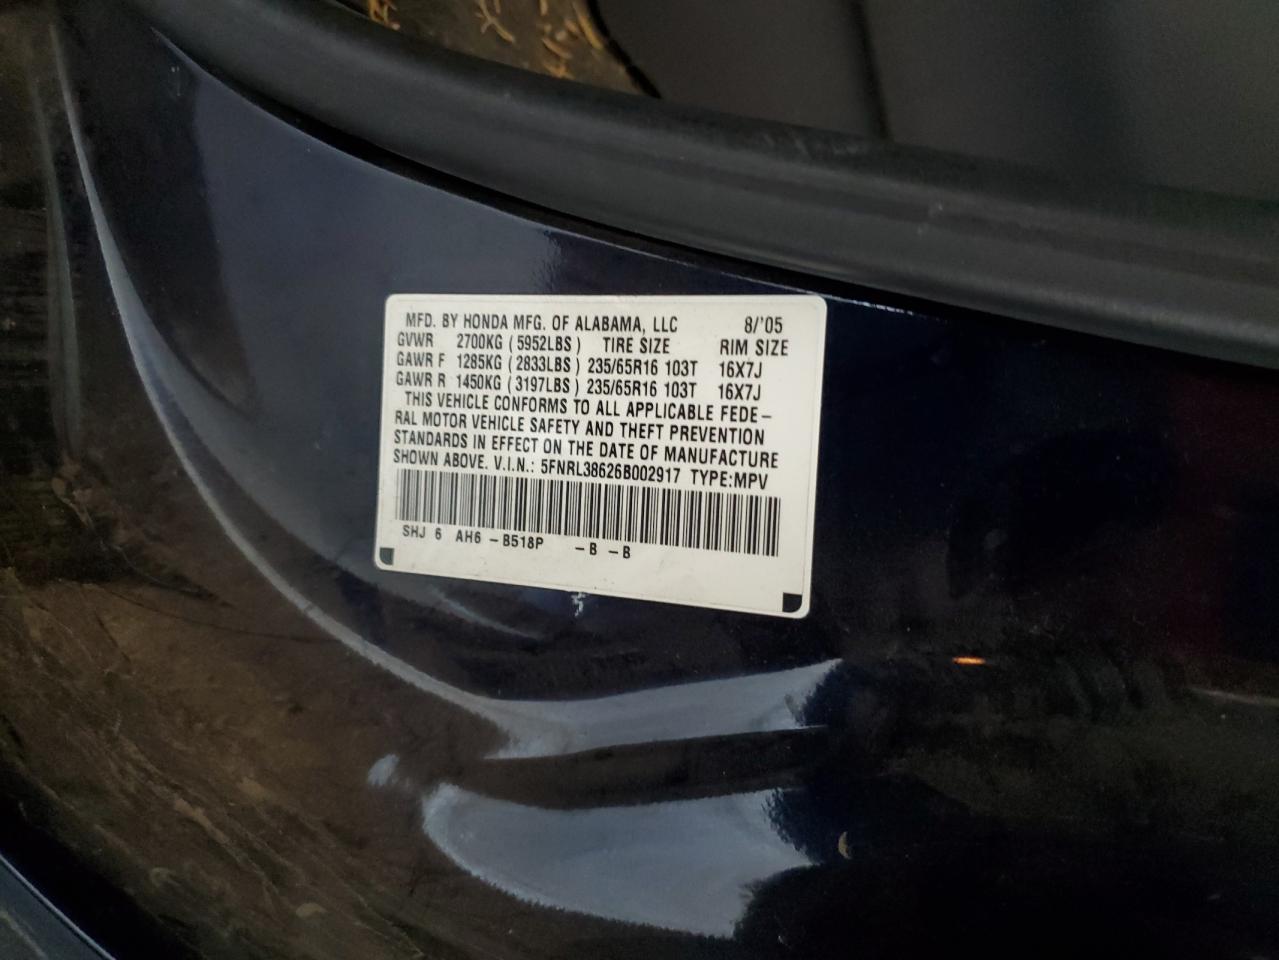 MFD. BY HONDA MFG. OF ALABAMA, LLC 8/'05
GVWR 2700KG (5952LBS) TIRE SIZE RIM SIZE
GAWR F 1285KG (2833LBS) 235/65R16 103T 16X7J
GAWR R 1450KG (3197LBS) 235/65R16 103T 16X7J
THIS VEHICLE CONFORMS TO ALL APPLICABLE FEDE-
RAL MOTOR VEHICLE SAFETY AND THEFT PREVENTION
STANDARDS IN EFFECT ON THE DATE OF MANUFACTURE
SHOWN ABOVE. V.I.N.: 5FNRL38626B002917 TYPE:MPV
SHJ 6 AH6 -B518P -B -B